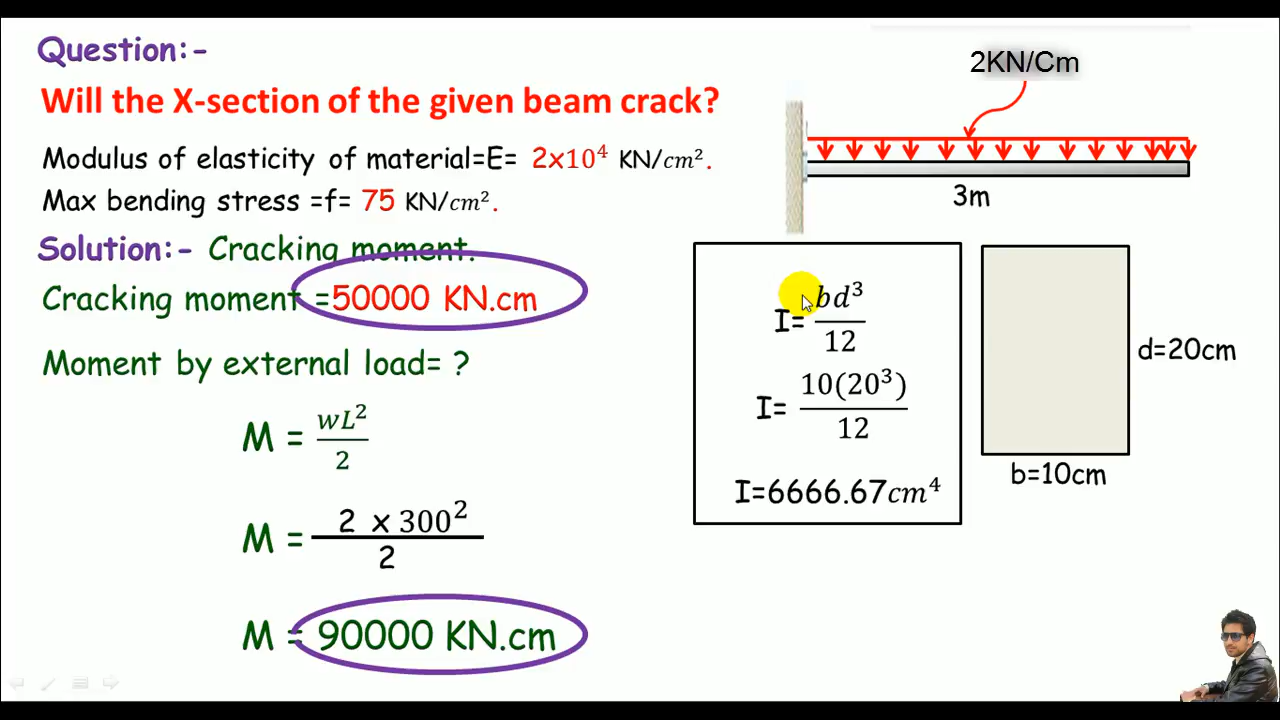 Question:-
Will the X-section of the given beam crack?
Modulus of elasticity of material=E= 2x10⁴ KN/cm².
Max bending stress =f= 75 KN/cm².
Solution:- Cracking moment.
Cracking moment =50000 KN.cm
Moment by external load= ?
M = wL²/2
M = 2 x 300²/2
M = 90000 KN.cm
2KN/Cm
3m
I= bd³/12
I= 10(20³)/12
I=6666.67cm⁴
d=20cm
b=10cm